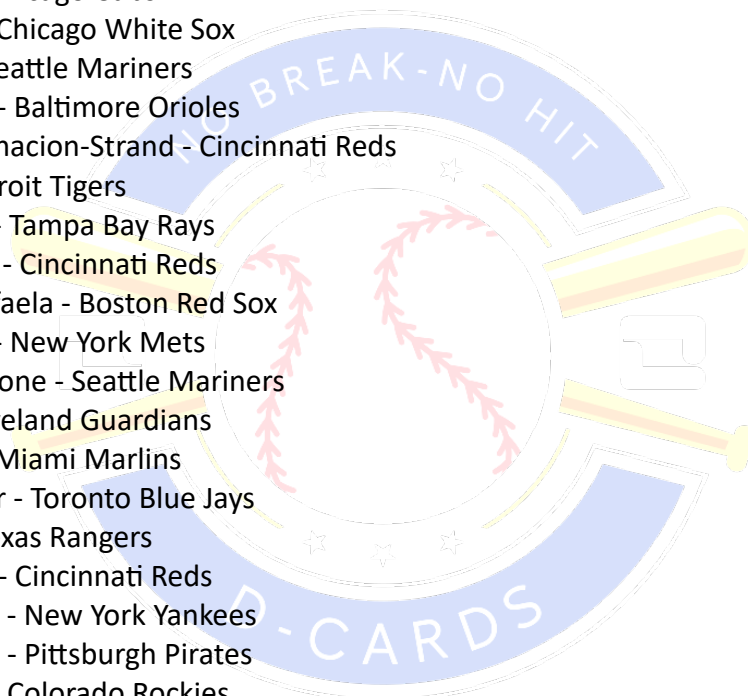 Chicago White Sox
eattle Mariners
- Baltimore Orioles
nacion-Strand - Cincinnati Reds
roit Tigers
- Tampa Bay Rays
- Cincinnati Reds
faela - Boston Red Sox
- New York Mets
one - Seattle Mariners
eland Guardians
Miami Marlins
r - Toronto Blue Jays
xas Rangers
- Cincinnati Reds
- New York Yankees
- Pittsburgh Pirates
Colorado Rockies
NO BREAK-NO HIT
D-CARDS